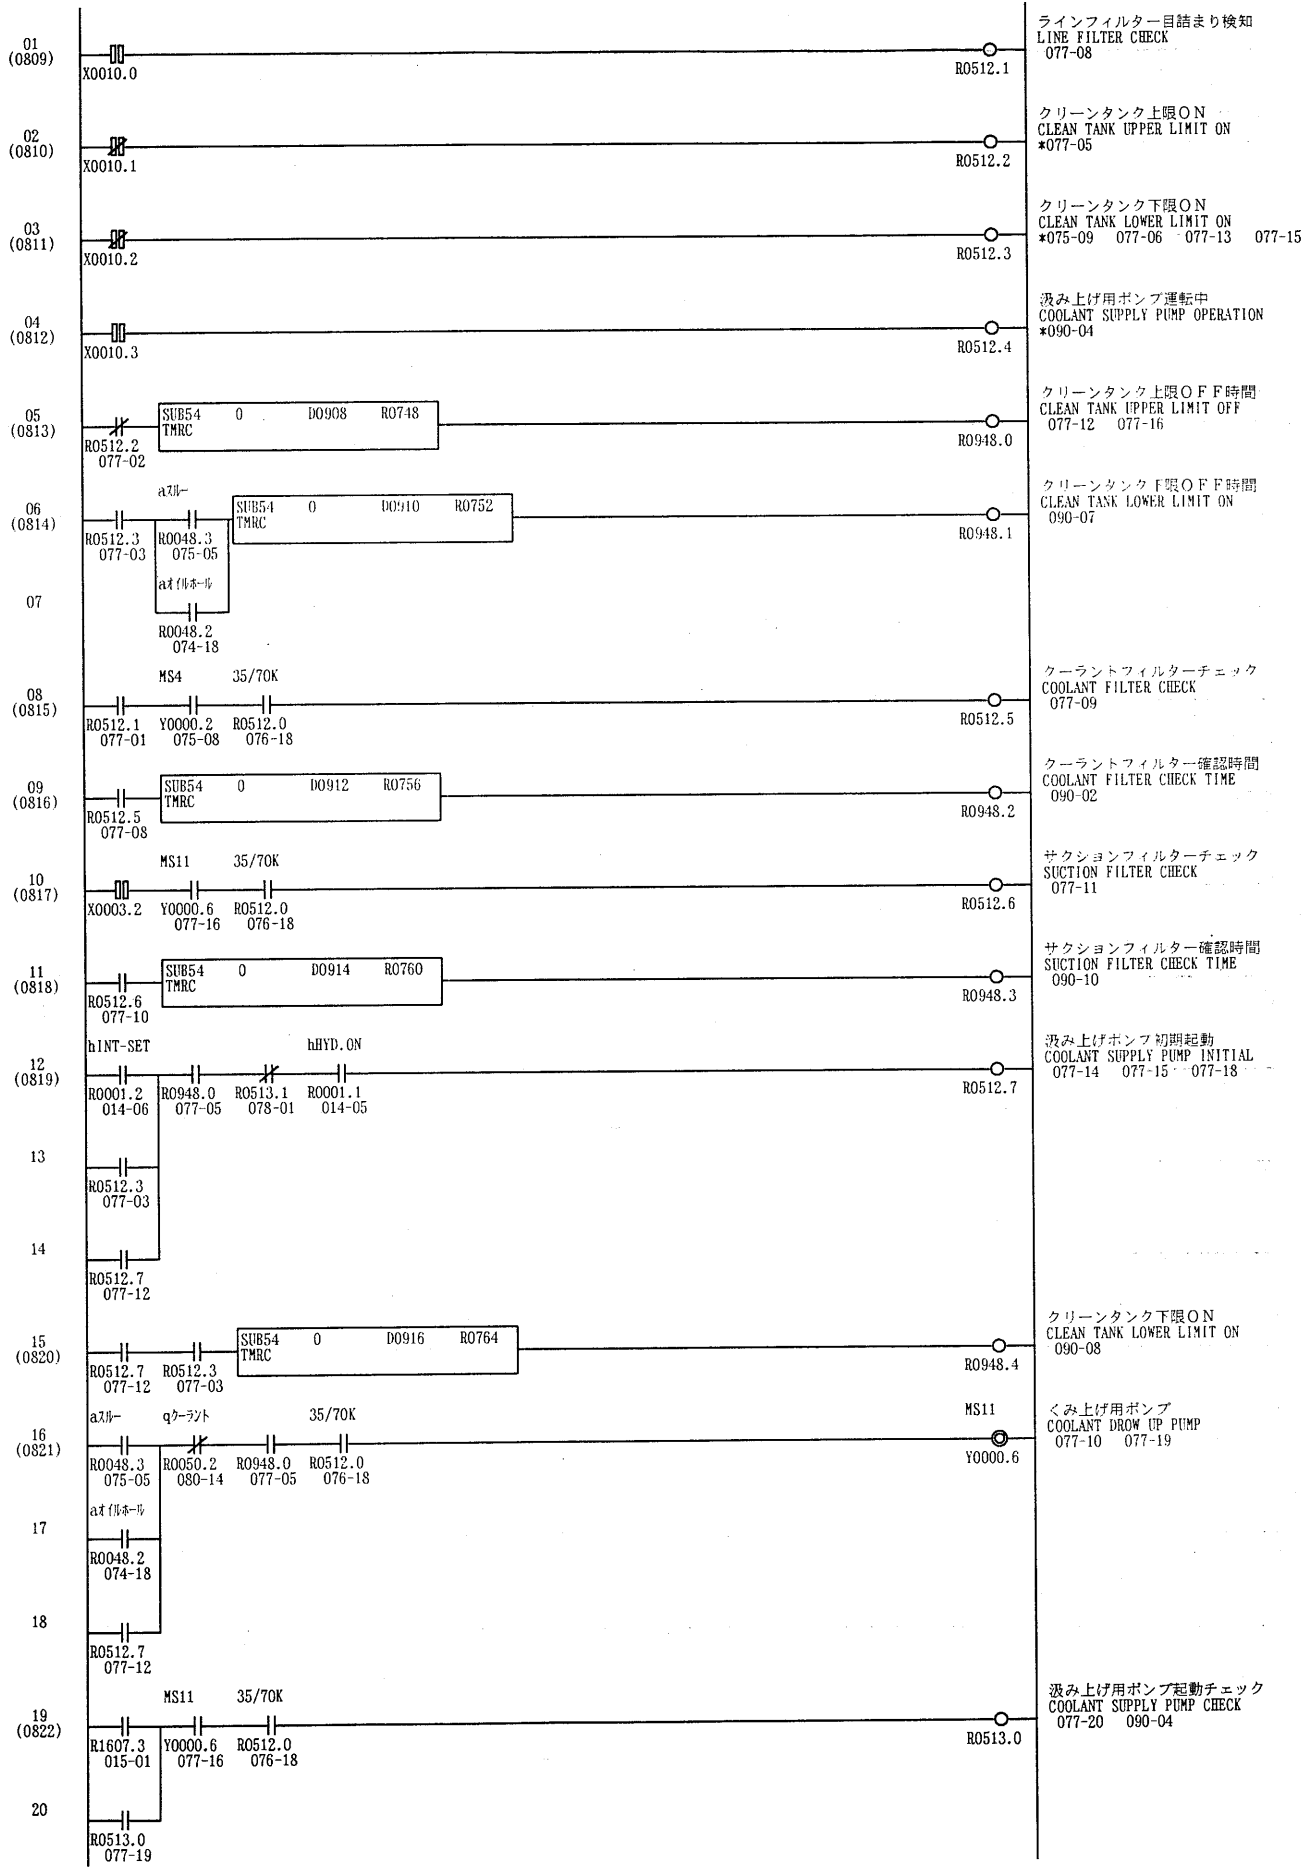 01
(0809)
X0010.0
R0512.1
ラインフィルター目詰まり検知
LINE FILTER CHECK
077-08
02
(0810)
X0010.1
R0512.2
クリーンタンク上限ON
CLEAN TANK UPPER LIMIT ON
*077-05
03
(0811)
X0010.2
R0512.3
クリーンタンク下限ON
CLEAN TANK LOWER LIMIT ON
*075-09 077-06 077-13 077-15
04
(0812)
X0010.3
R0512.4
汲み上げ用ポンプ運転中
COOLANT SUPPLY PUMP OPERATION
*090-04
05
(0813)
R0512.2
077-02
SUB54 0 D0908 R0748
TMRC
R0948.0
クリーンタンク上限OFF時間
CLEAN TANK UPPER LIMIT OFF
077-12 077-16
06
(0814)
R0512.3
077-03
aスルー
R0048.3
075-05
SUB54 0 D0910 R0752
TMRC
R0948.1
クリーンタンク下限OFF時間
CLEAN TANK LOWER LIMIT ON
090-07
07
aオイルホール
R0048.2
074-18
08
(0815)
MS4 35/70K
R0512.1 Y0000.2 R0512.0
077-01 075-08 076-18
R0512.5
クーラントフィルターチェック
COOLANT FILTER CHECK
077-09
09
(0816)
R0512.5
077-08
SUB54 0 D0912 R0756
TMRC
R0948.2
クーラントフィルター確認時間
COOLANT FILTER CHECK TIME
090-02
10
(0817)
MS11 35/70K
X0003.2 Y0000.6 R0512.0
077-16 076-18
R0512.6
サクションフィルターチェック
SUCTION FILTER CHECK
077-11
11
(0818)
R0512.6
077-10
SUB54 0 D0914 R0760
TMRC
R0948.3
サクションフィルター確認時間
SUCTION FILTER CHECK TIME
090-10
12
(0819)
hINT-SET hHYD.ON
R0001.2 R0948.0 R0513.1 R0001.1
014-06 077-05 078-01 014-05
R0512.7
汲み上げポンプ初期起動
COOLANT SUPPLY PUMP INITIAL
077-14 077-15 077-18
13
R0512.3
077-03
14
R0512.7
077-12
15
(0820)
R0512.7 R0512.3
077-12 077-03
SUB54 0 D0916 R0764
TMRC
R0948.4
クリーンタンク下限ON
CLEAN TANK LOWER LIMIT ON
090-08
16
(0821)
aスルー qクーラント 35/70K
R0048.3 R0050.2 R0948.0 R0512.0
075-05 080-14 077-05 076-18
MS11
Y0000.6
くみ上げ用ポンプ
COOLANT DROW UP PUMP
077-10 077-19
17
aオイルホール
R0048.2
074-18
18
R0512.7
077-12
19
(0822)
MS11 35/70K
R1607.3 Y0000.6 R0512.0
015-01 077-16 076-18
R0513.0
汲み上げ用ポンプ起動チェック
COOLANT SUPPLY PUMP CHECK
077-20 090-04
20
R0513.0
077-19